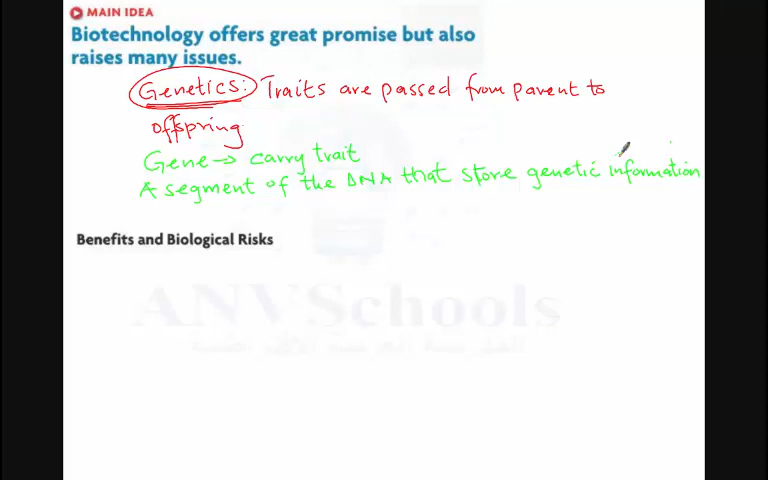 MAIN IDEA
Biotechnology offers great promise but also
raises many issues.
Genetics: Traits are passed from parent to
offspring
Gene → carry trait
A segment of the DNA that store genetic information
Benefits and Biological Risks
ANVSchools